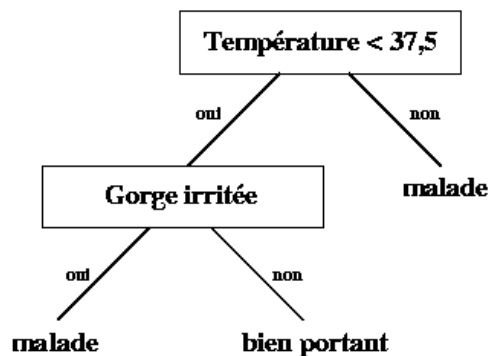 Température < 37,5
oui
non
Gorge irritée
malade
oui
non
malade
bien portant